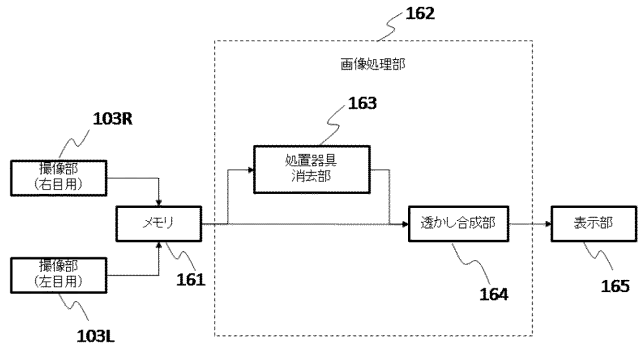 162
画像処理部
163
103R
処置器具
消去部
撮像部
(右目用)
メモリ
透かし合成部
表示部
撮像部
(左目用)
161
164
165
103L